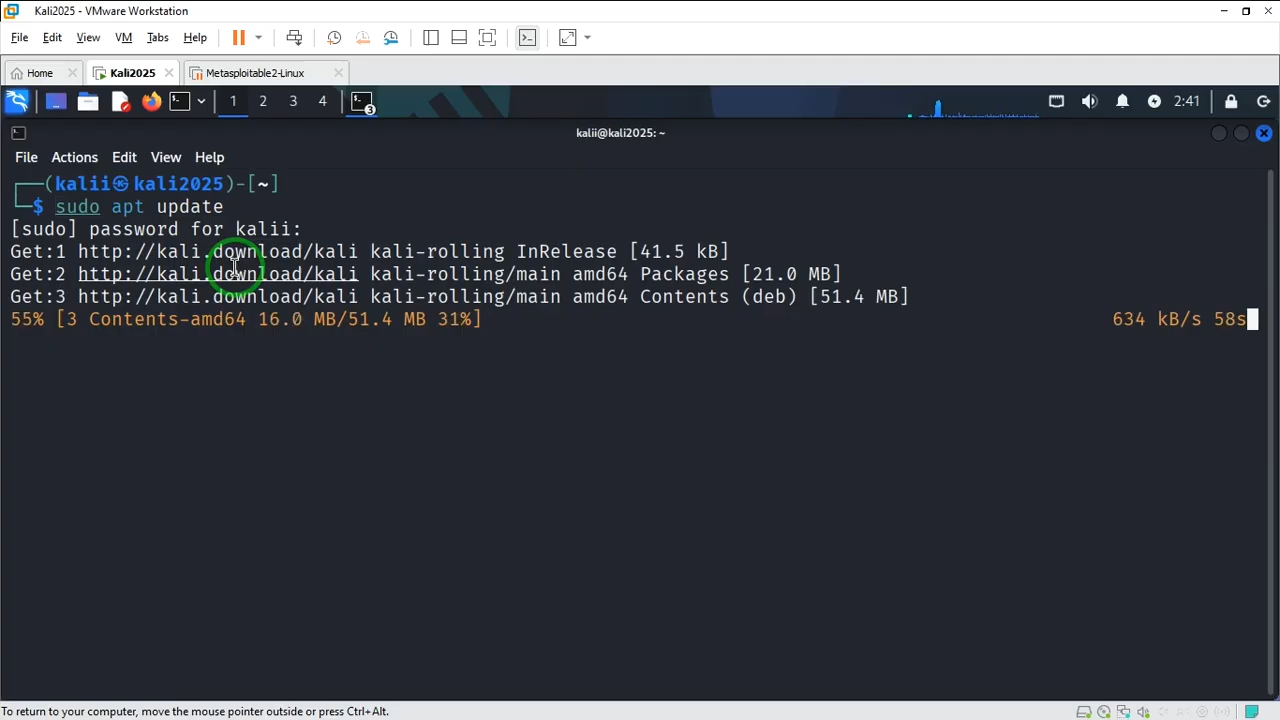 Kali2025 - VMware Workstation
File Edit View VM Tabs Help
Home Kali2025 Metasploitable2-Linux
1 2 3 4 3 2:41
kalii@kali2025: ~
File Actions Edit View Help
┌──(kalii㉿kali2025)-[~]
└─$ sudo apt update
[sudo] password for kalii:
Get:1 http://kali.download/kali kali-rolling InRelease [41.5 kB]
Get:2 http://kali.download/kali kali-rolling/main amd64 Packages [21.0 MB]
Get:3 http://kali.download/kali kali-rolling/main amd64 Contents (deb) [51.4 MB]
55% [3 Contents-amd64 16.0 MB/51.4 MB 31%] 634 kB/s 58s
To return to your computer, move the mouse pointer outside or press Ctrl+Alt.